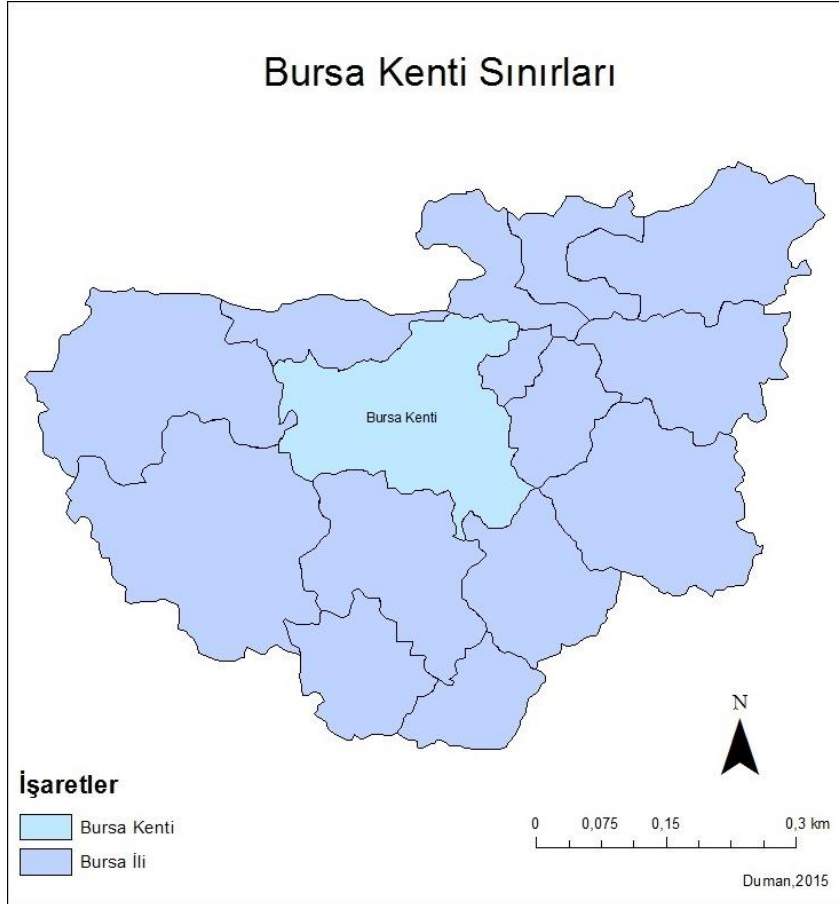 Bursa Kenti Sınırları
Bursa Kenti
N
İşaretler
Bursa Kenti
Bursa İli
0 0,075 0,15 0,3 km
Duman,2015